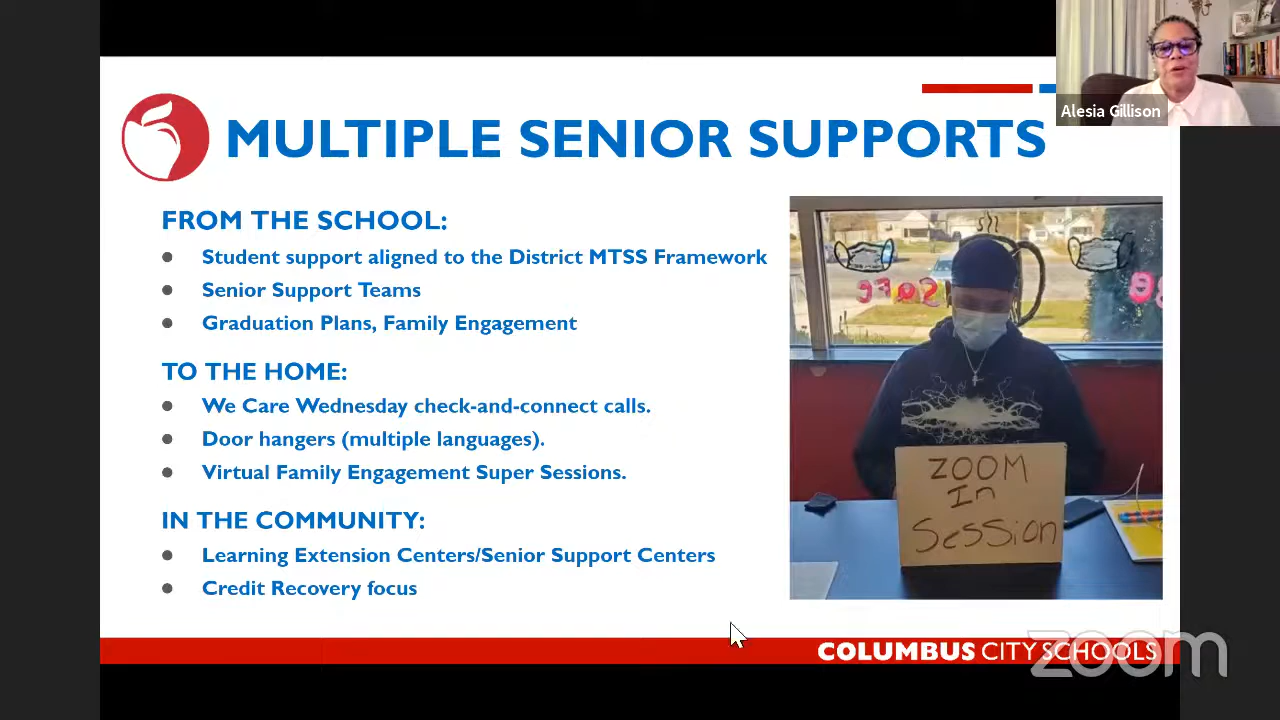 Alesia Gillison
MULTIPLE SENIOR SUPPORTS
FROM THE SCHOOL:
● Student support aligned to the District MTSS Framework
● Senior Support Teams
● Graduation Plans, Family Engagement
TO THE HOME:
● We Care Wednesday check-and-connect calls.
● Door hangers (multiple languages).
● Virtual Family Engagement Super Sessions.
IN THE COMMUNITY:
● Learning Extension Centers/Senior Support Centers
● Credit Recovery focus
ZOOM
In
Session
COLUMBUS CITY SCHOOLS
zoom